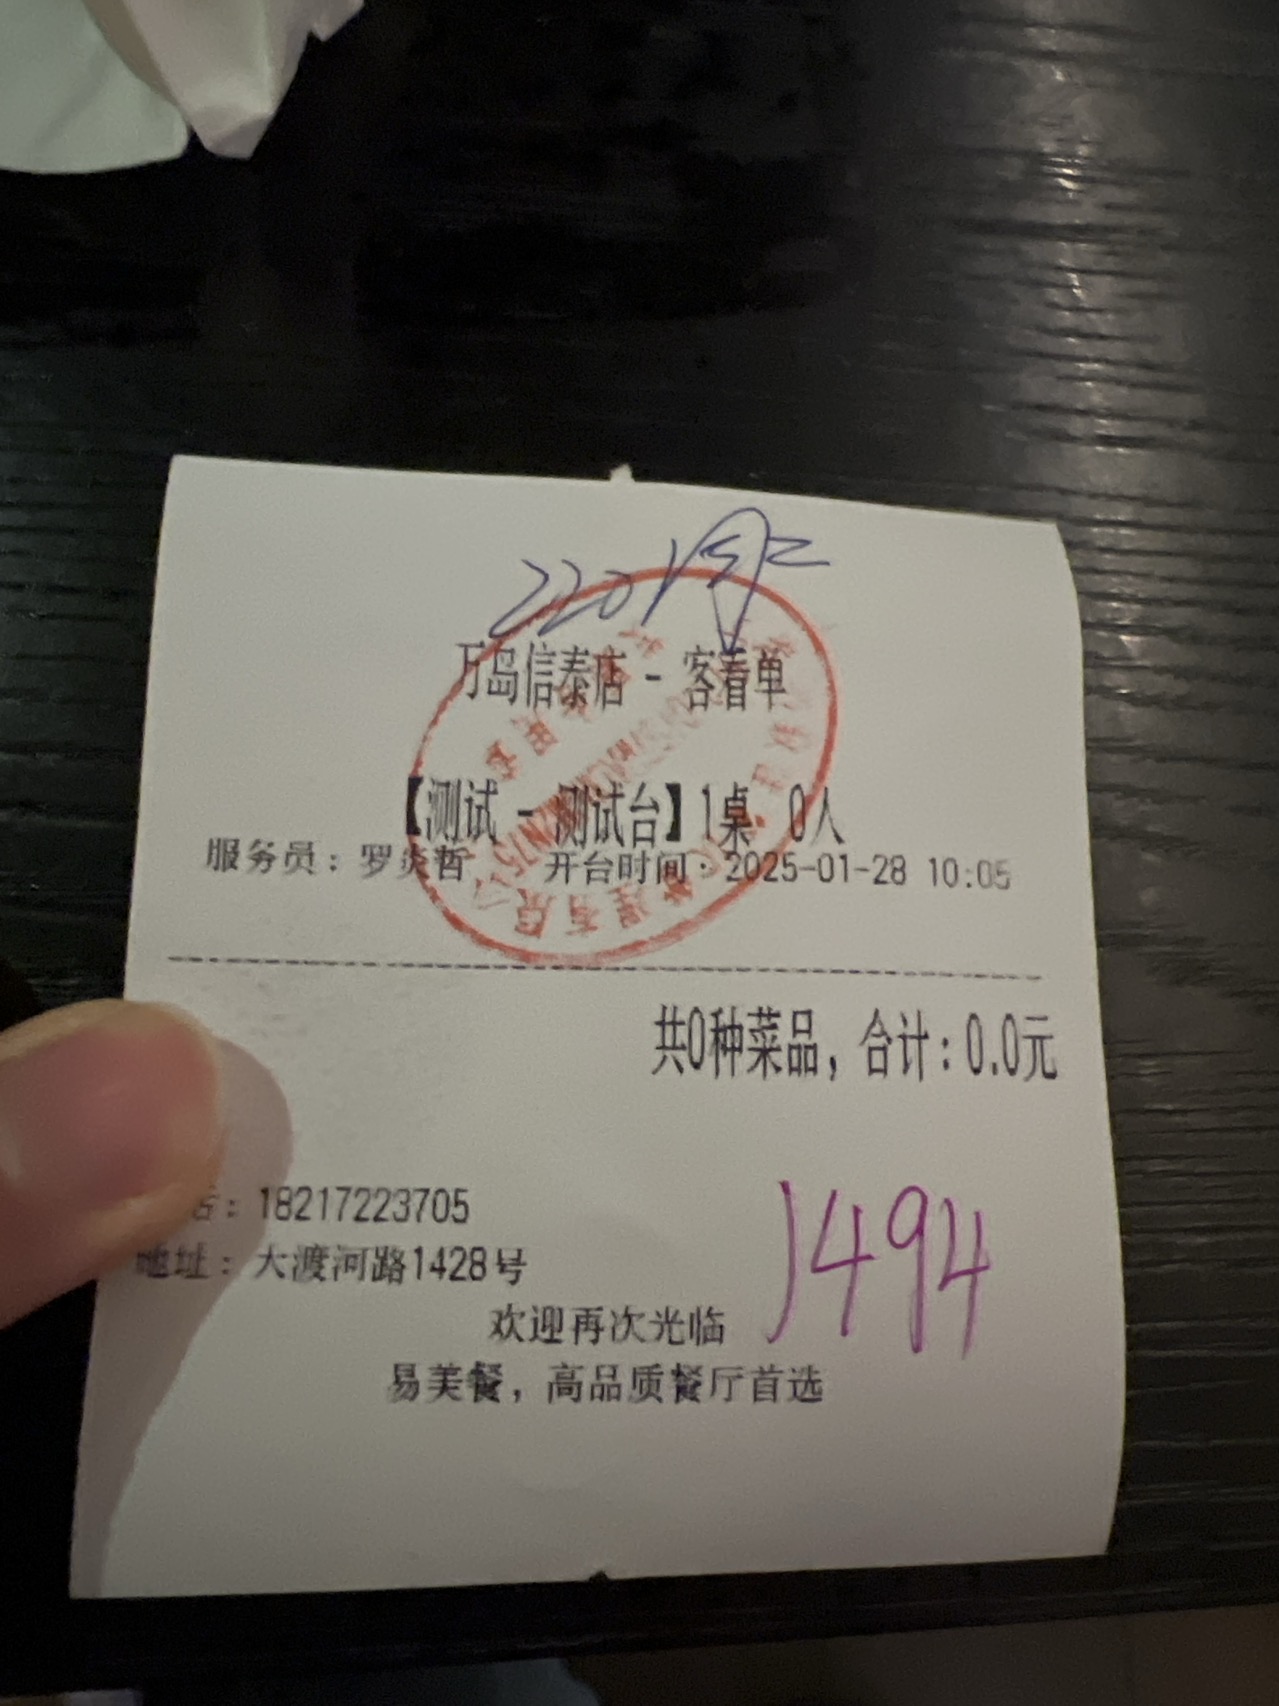 220
万岛信泰店 - 客看单
【测试 - 测试台】1桌 0人
服务员：罗炎哲 开台时间：2025-01-28 10:05
共0种菜品，合计：0.0元
：18217223705
地址：大渡河路1428号
1494
欢迎再次光临
易美餐，高品质餐厅首选